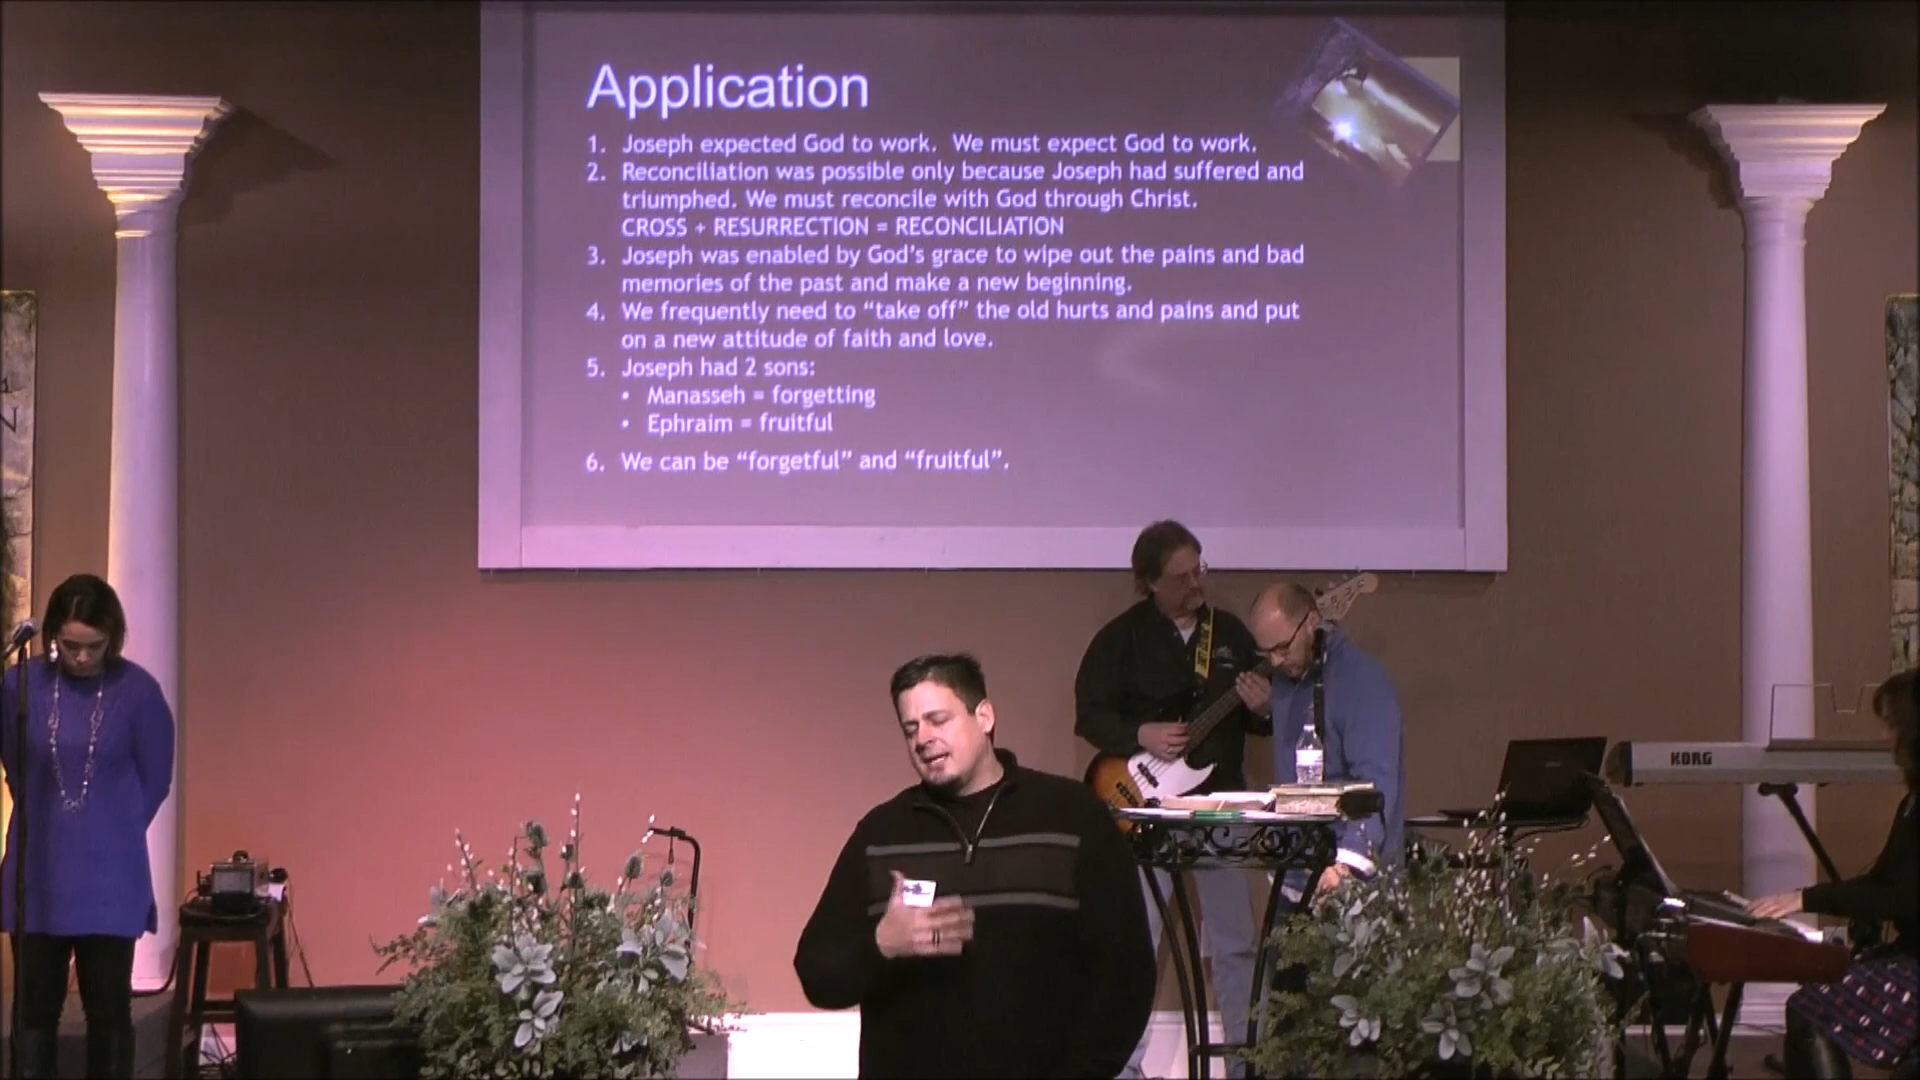 Application
1. Joseph expected God to work. We must expect God to work.
2. Reconciliation was possible only because Joseph had suffered and
triumphed. We must reconcile with God through Christ.
CROSS + RESURRECTION = RECONCILIATION
3. Joseph was enabled by God's grace to wipe out the pains and bad
memories of the past and make a new beginning.
4. We frequently need to “take off” the old hurts and pains and put
on a new attitude of faith and love.
5. Joseph had 2 sons:
• Manasseh = forgetting
• Ephraim = fruitful
6. We can be “forgetful” and “fruitful”.
KORG